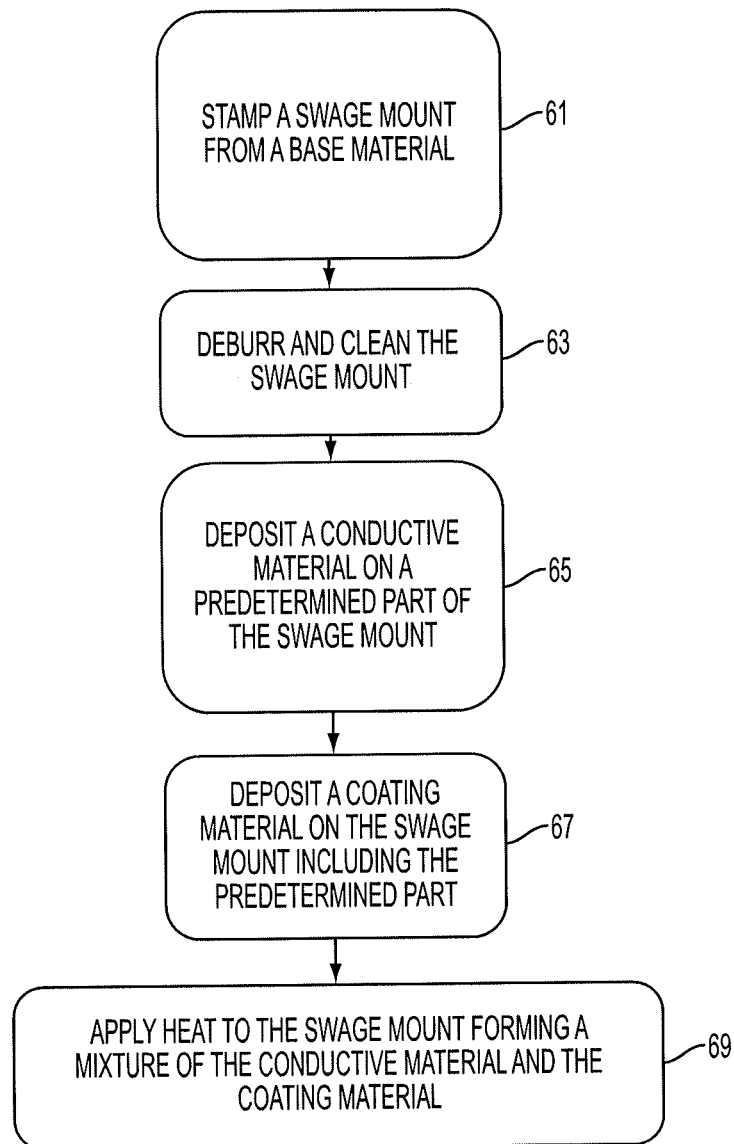 STAMP A SWAGE MOUNT
FROM A BASE MATERIAL
61
DEBURR AND CLEAN THE
SWAGE MOUNT
63
DEPOSIT A CONDUCTIVE
MATERIAL ON A
PREDETERMINED PART OF
THE SWAGE MOUNT
65
DEPOSIT A COATING
MATERIAL ON THE SWAGE
MOUNT INCLUDING THE
PREDETERMINED PART
67
APPLY HEAT TO THE SWAGE MOUNT FORMING A
MIXTURE OF THE CONDUCTIVE MATERIAL AND THE
COATING MATERIAL
69